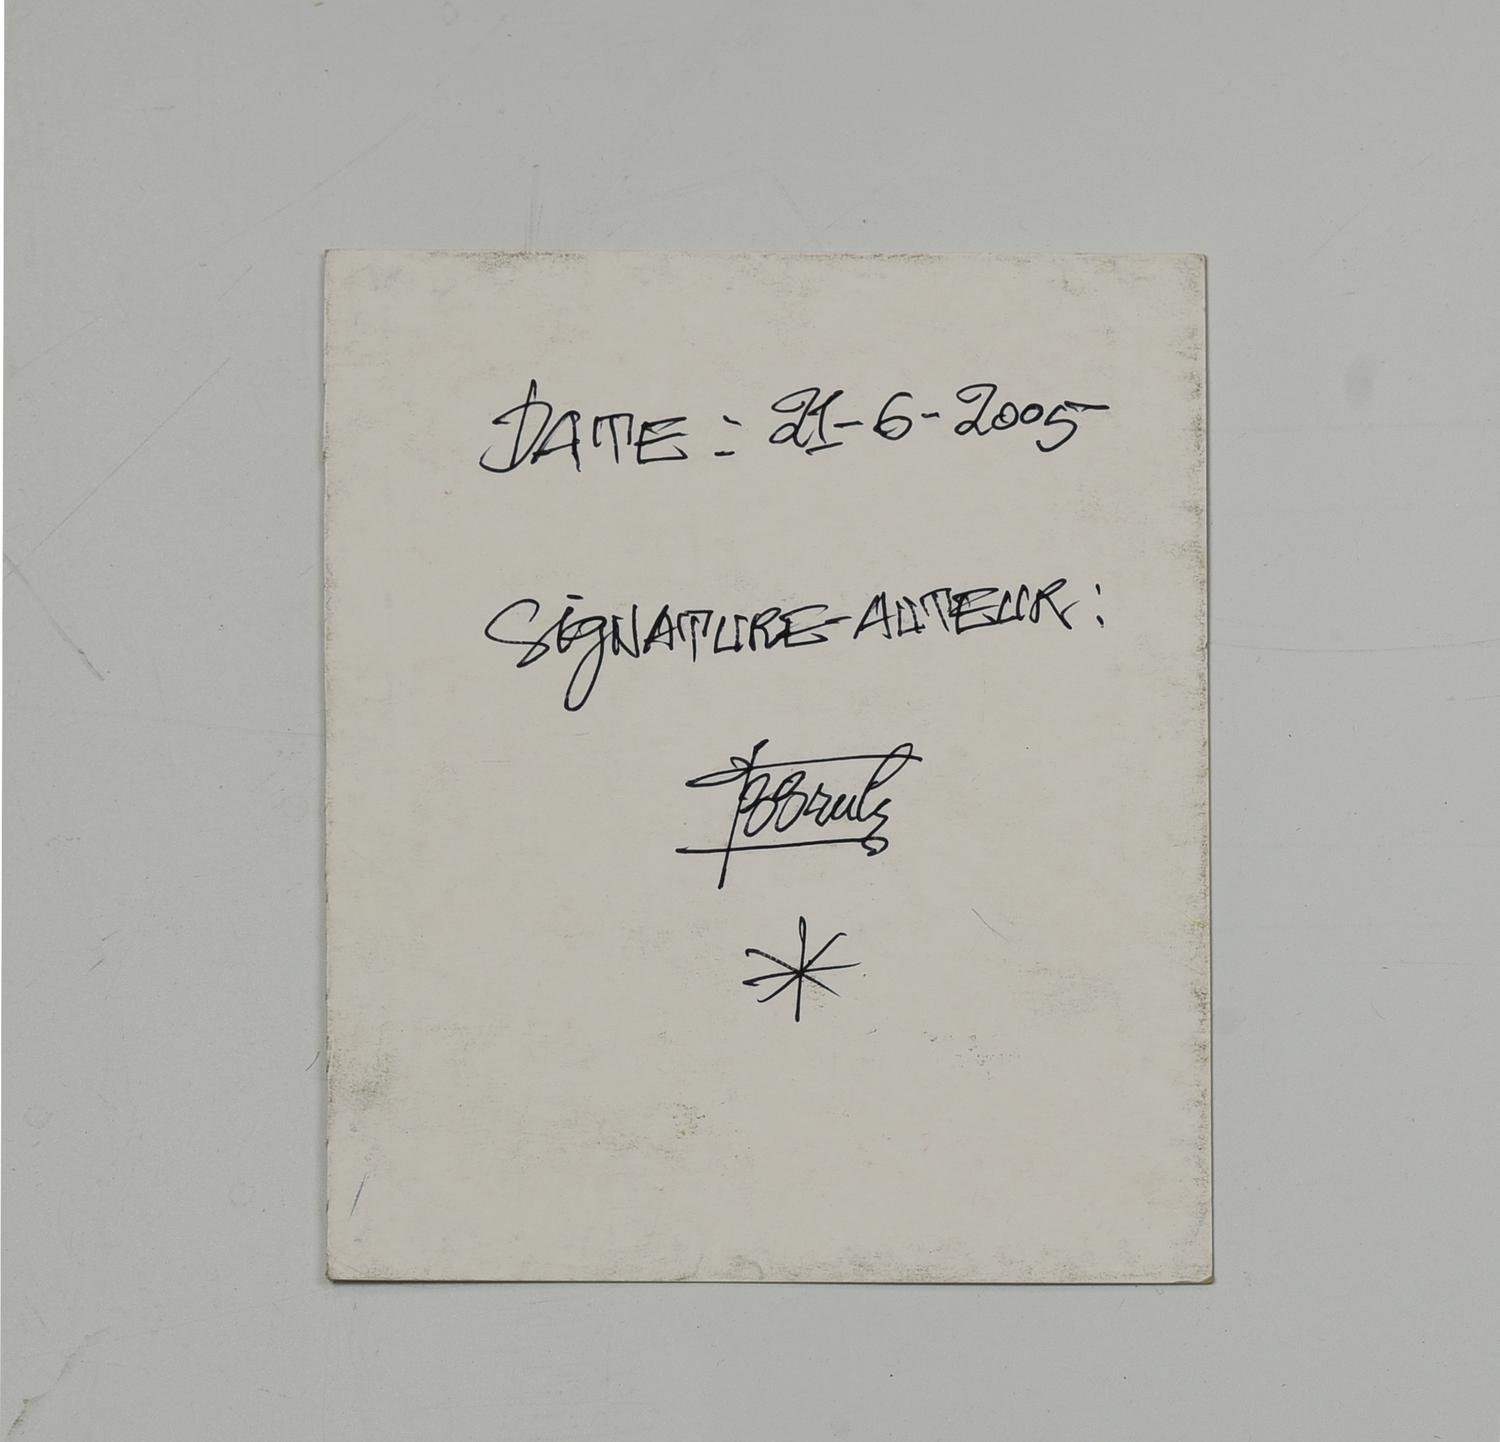 DATE : 21-6-2005
SIGNATURE-AUTEUR :